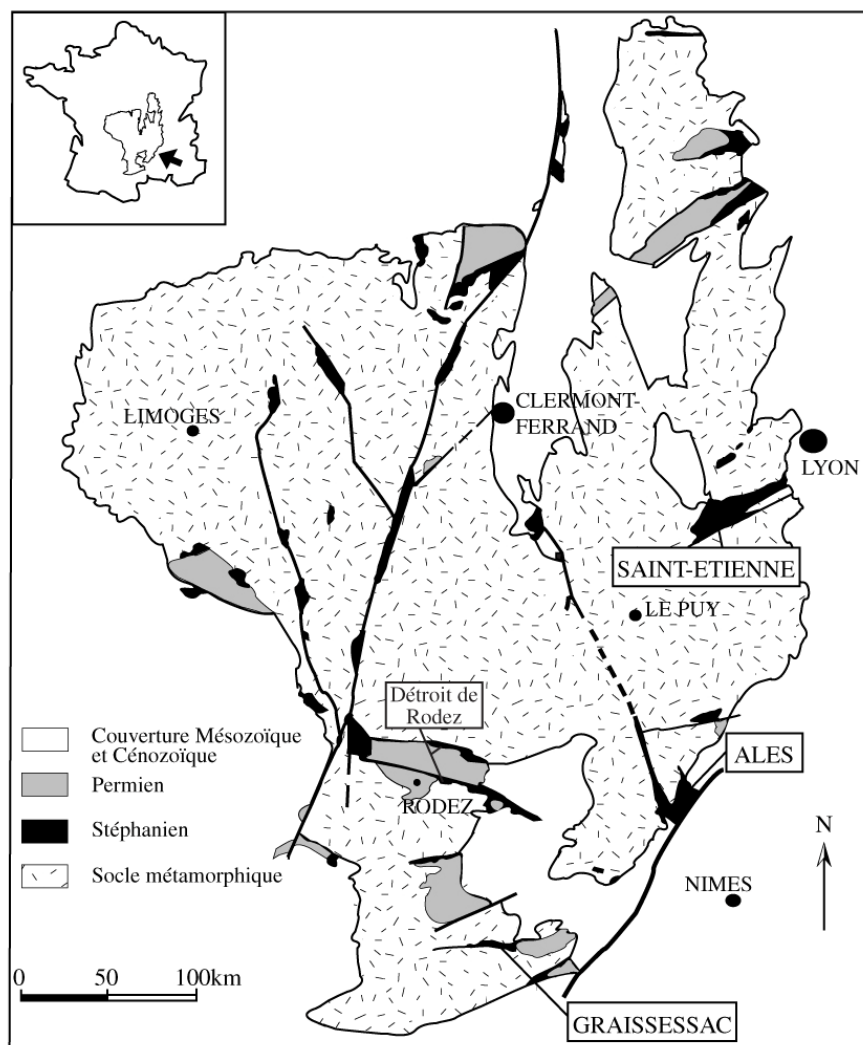 LIMOGES
CLERMONT-
FERRAND
LYON
SAINT-ETIENNE
LE PUY
Détroit de
Rodez
ALES
RODEZ
NIMES
N
GRAISSESSAC
Couverture Mésozoïque
et Cénozoïque
Permien
Stéphanien
Socle métamorphique
0 50 100km